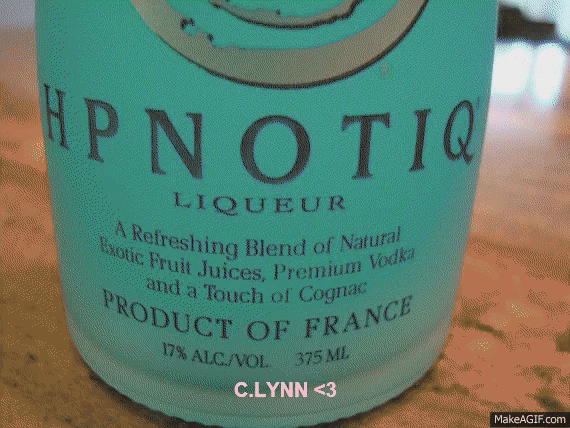 HPNOTIQ
LIQUEUR
A Refreshing Blend of Natural
Exotic Fruit Juices, Premium Vodka
and a Touch of Cognac
PRODUCT OF FRANCE
17% ALC./VOL. 375 ML
C.LYNN <3
MakeAGIF.com